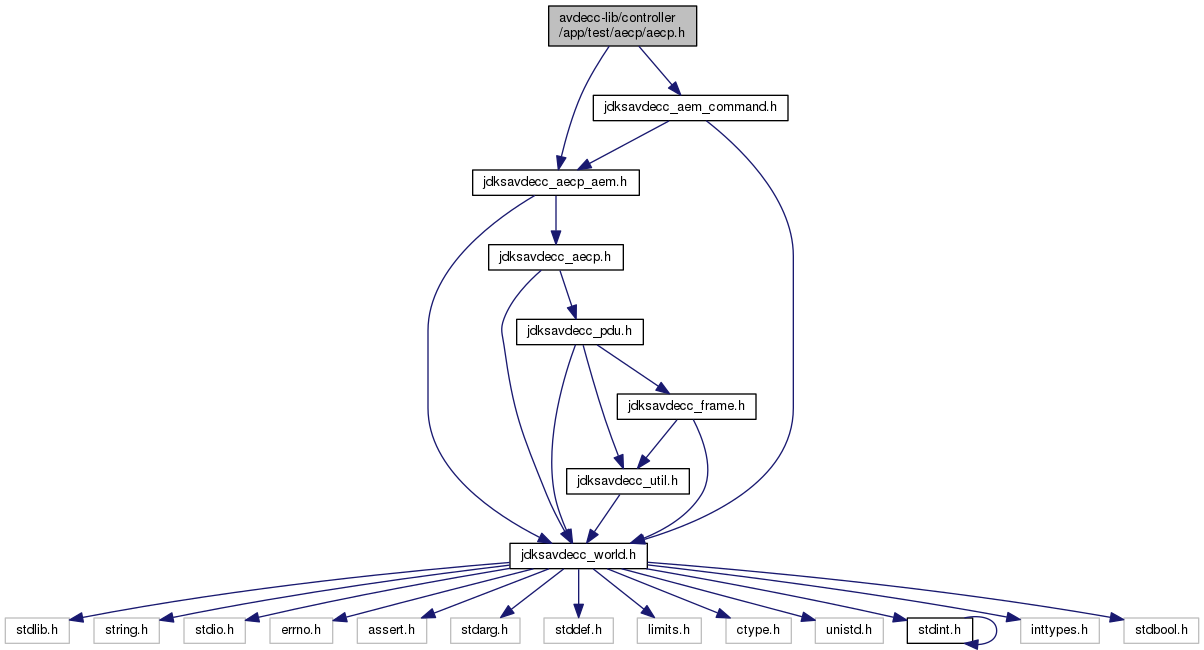 avdecc-lib/controller
/app/test/aecp/aecp.h
jdksavdecc_aem_command.h
jdksavdecc_aecp_aem.h
jdksavdecc_aecp.h
jdksavdecc_pdu.h
jdksavdecc_frame.h
jdksavdecc_util.h
jdksavdecc_world.h
stdlib.h
string.h
stdio.h
errno.h
assert.h
stdarg.h
stddef.h
limits.h
ctype.h
unistd.h
stdint.h
inttypes.h
stdbool.h